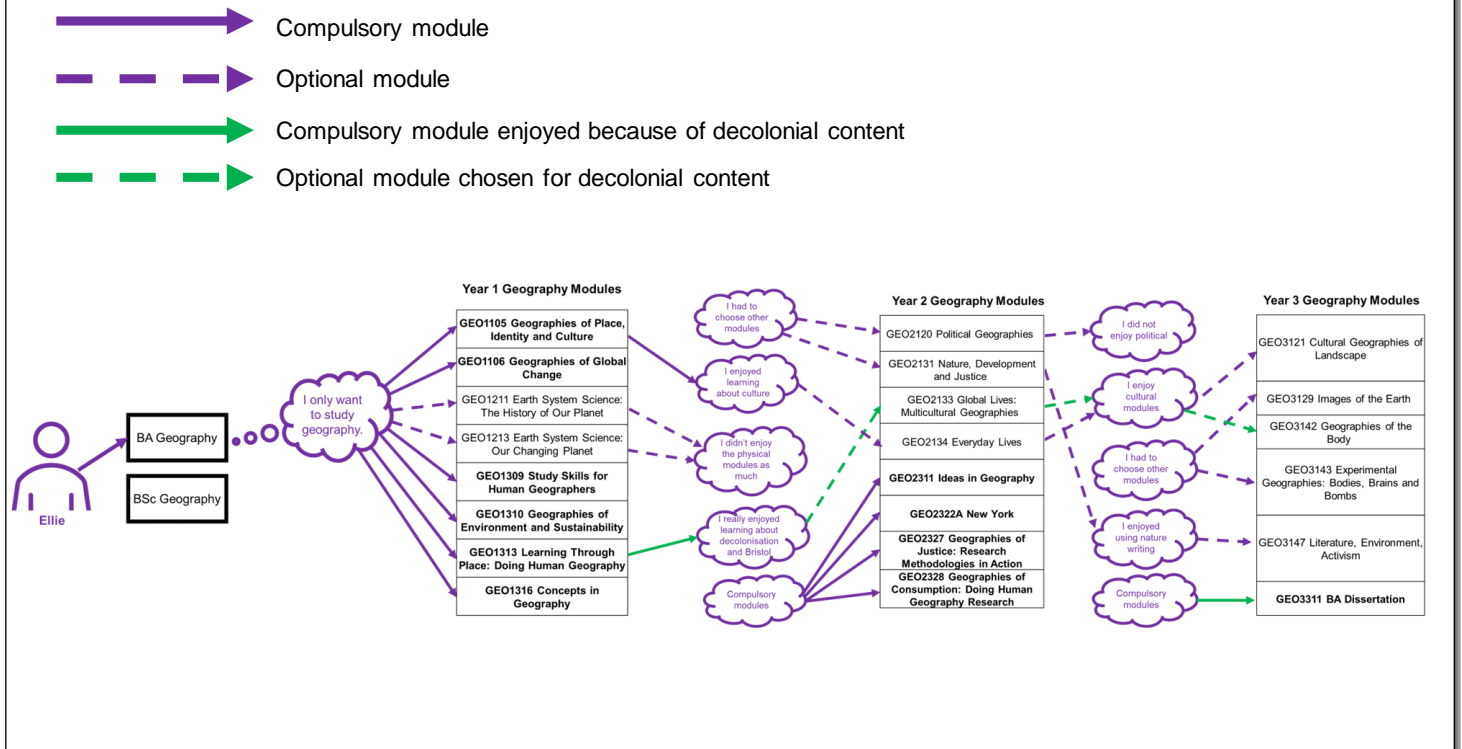 Compulsory module
Optional module
Compulsory module enjoyed because of decolonial content
Optional module chosen for decolonial content
Ellie
BA Geography
BSc Geography
I only want
to study
geography.
Year 1 Geography Modules
GEO1105 Geographies of Place,
Identity and Culture
GEO1106 Geographies of Global
Change
GEO1211 Earth System Science:
The History of Our Planet
GEO1213 Earth System Science:
Our Changing Planet
GEO1309 Study Skills for
Human Geographers
GEO1310 Geographies of
Environment and Sustainability
GEO1313 Learning Through
Place: Doing Human Geography
GEO1316 Concepts in
Geography
I had to
choose other
modules
I enjoyed
learning
about culture
I didn't enjoy
the physical
modules as
much
I really enjoyed
learning about
decolonisation
and Bristol
Compulsory
modules
Year 2 Geography Modules
GEO2120 Political Geographies
GEO2131 Nature, Development
and Justice
GEO2133 Global Lives:
Multicultural Geographies
GEO2134 Everyday Lives
GEO2311 Ideas in Geography
GEO2322A New York
GEO2327 Geographies of
Justice: Research
Methodologies in Action
GEO2328 Geographies of
Consumption: Doing Human
Geography Research
I did not
enjoy political
I enjoy
cultural
modules
I had to
choose other
modules
I enjoyed
using nature
writing
Compulsory
modules
Year 3 Geography Modules
GEO3121 Cultural Geographies of
Landscape
GEO3129 Images of the Earth
GEO3142 Geographies of the
Body
GEO3143 Experimental
Geographies: Bodies, Brains and
Bombs
GEO3147 Literature, Environment,
Activism
GEO3311 BA Dissertation